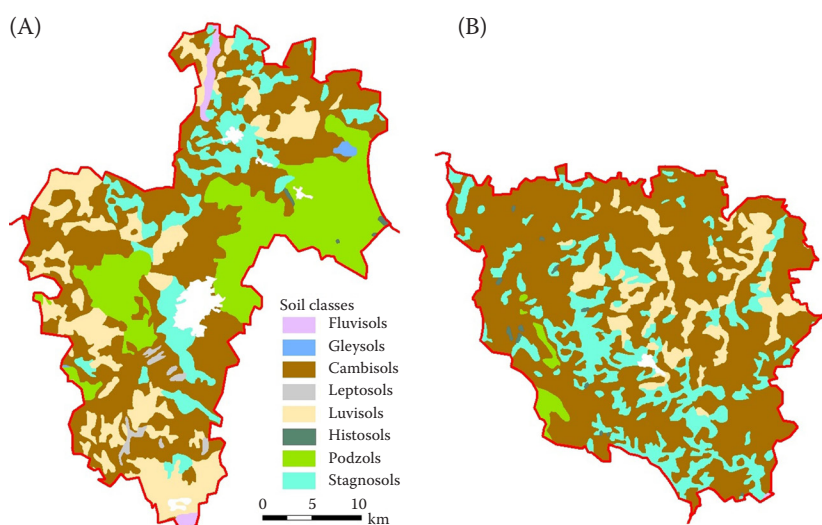 (A)
(B)
Soil classes
Fluvisols
Gleysols
Cambisols
Leptosols
Luvisols
Histosols
Podzols
Stagnosols
0 5 10
km